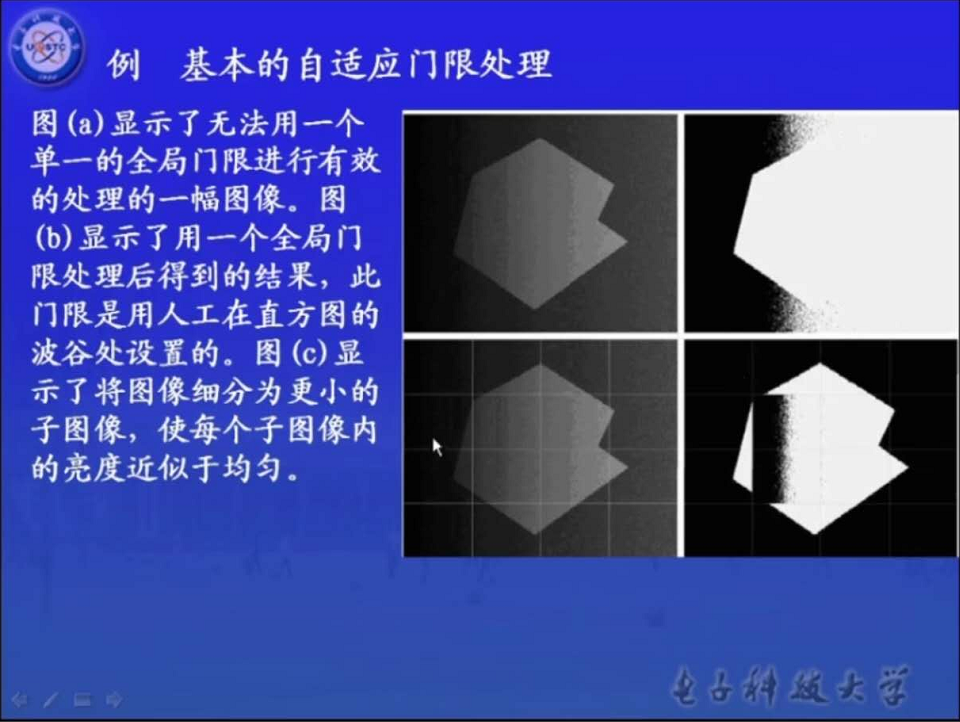 例 基本的自适应门限处理
图(a)显示了无法用一个
单一的全局门限进行有效
的处理的一幅图像。图
(b)显示了用一个全局门
限处理后得到的结果，此
门限是用人工在直方图的
波谷处设置的。图(c)显
示了将图像细分为更小的
子图像，使每个子图像内
的亮度近似于均匀。
电子科技大学